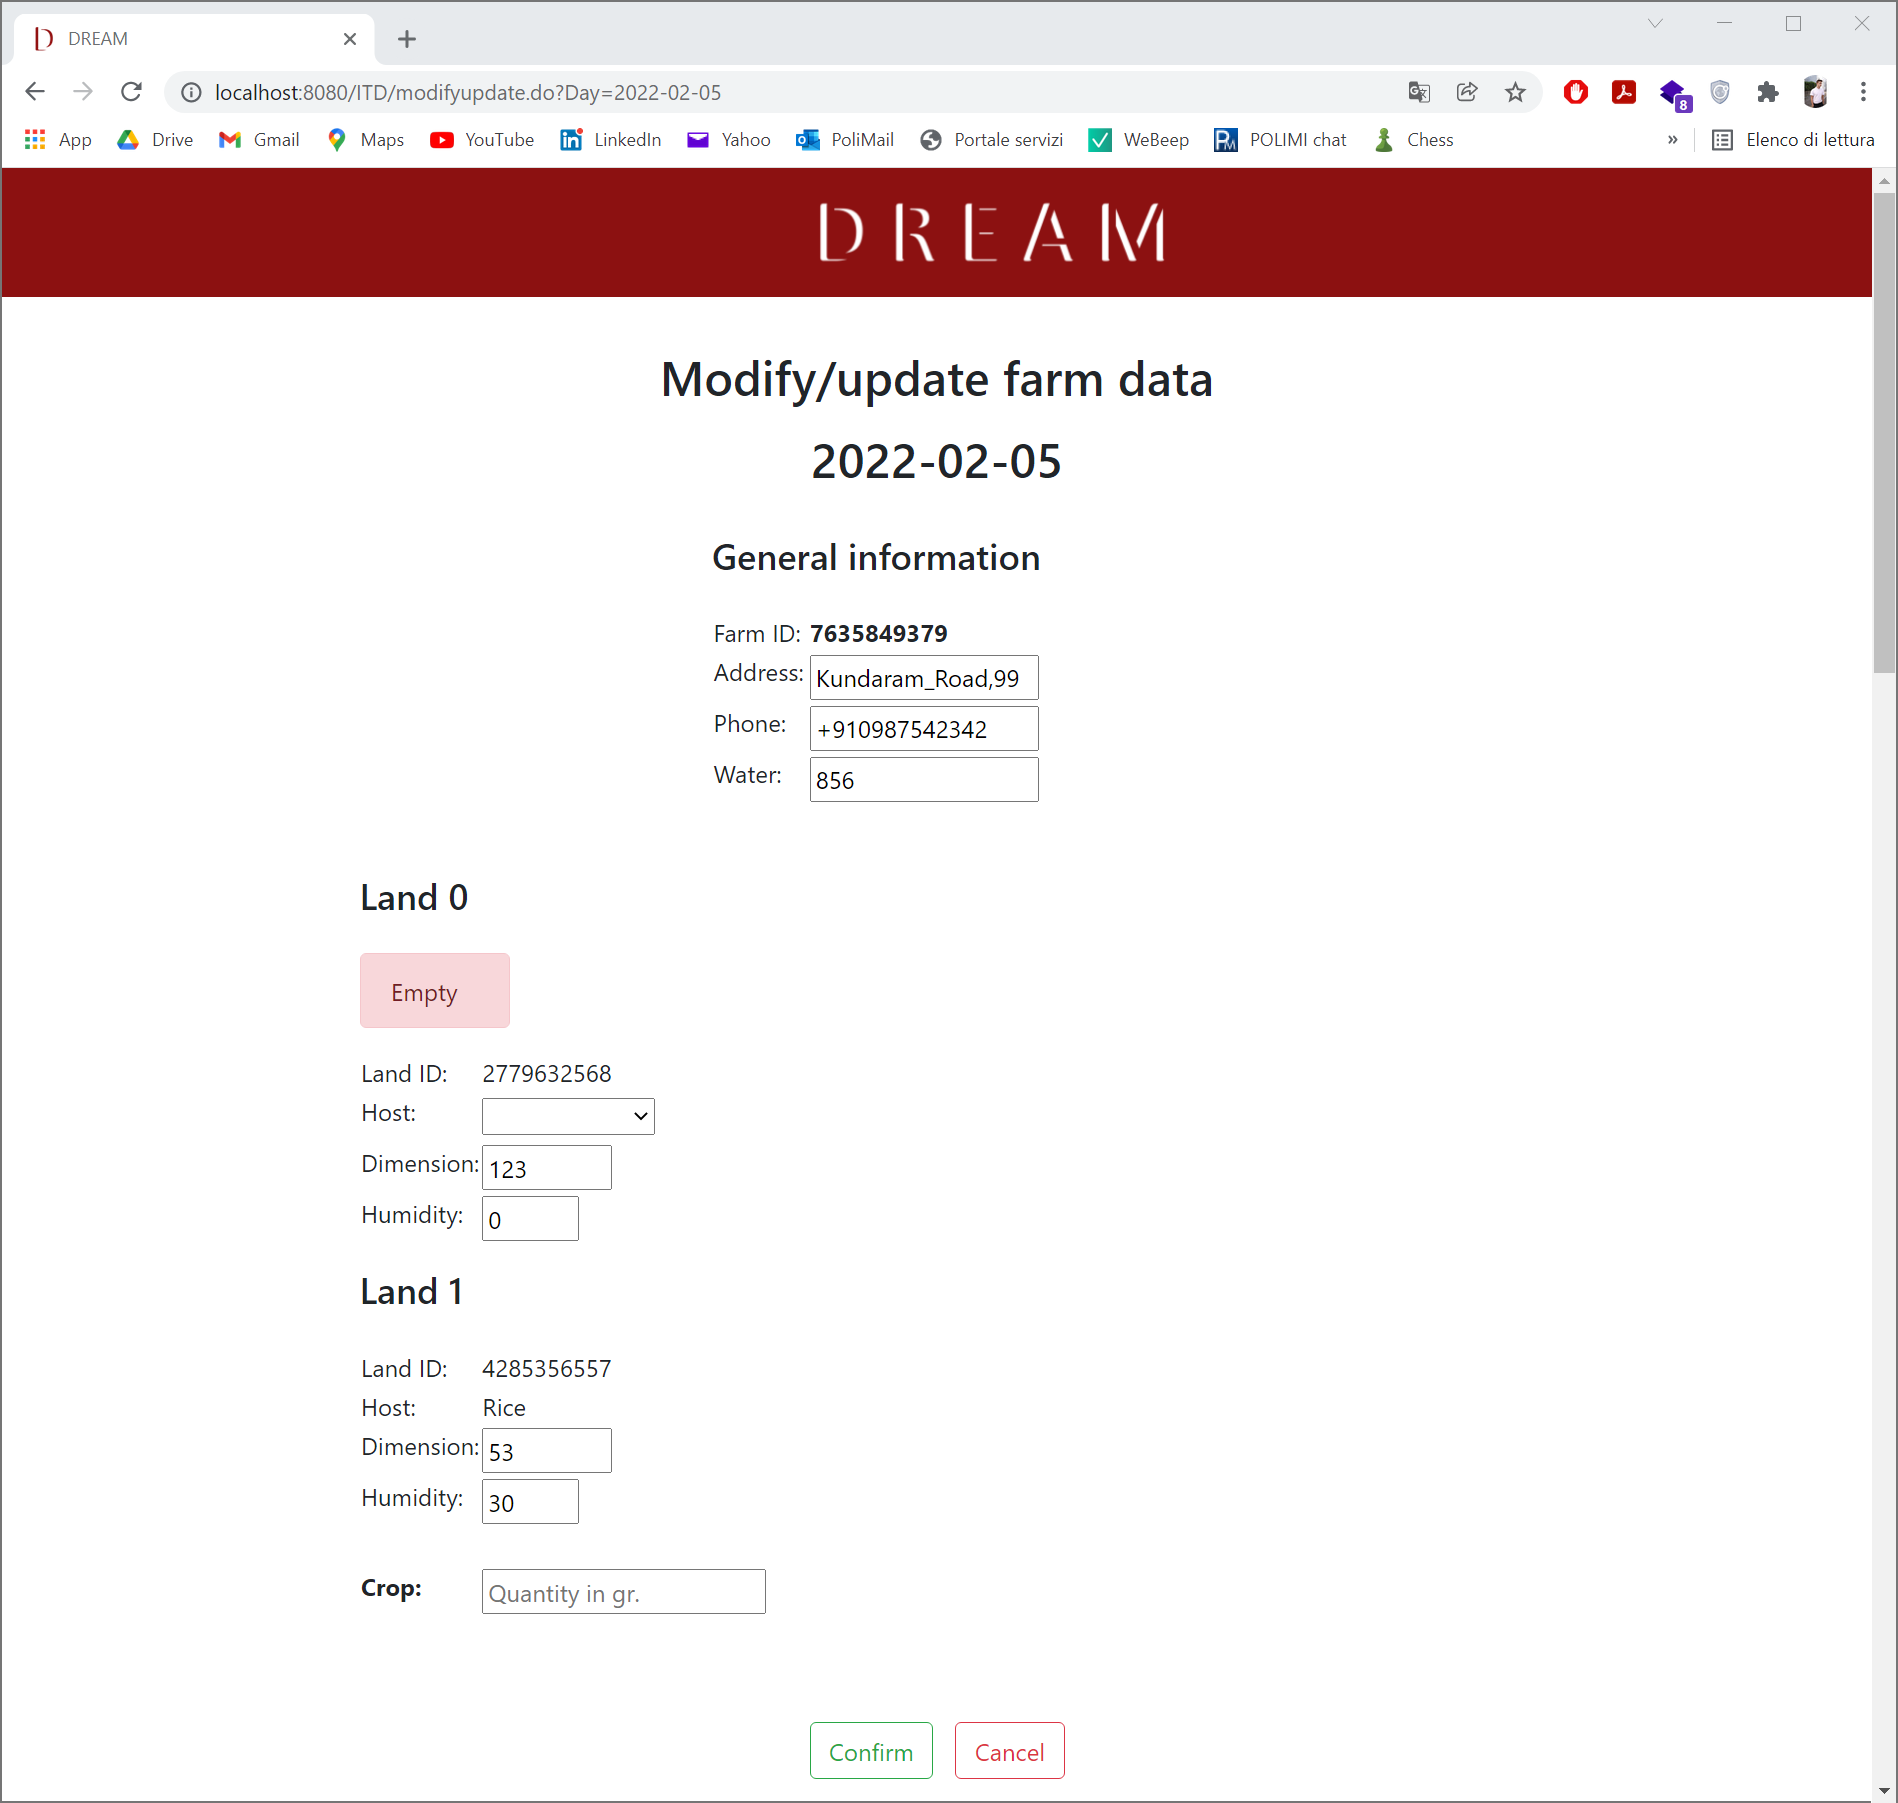 DREAM
localhost:8080/ITD/modifyupdate.do?Day=2022-02-05
8
App Drive Gmail Maps YouTube LinkedIn Yahoo PoliMail Portale servizi WeBeep POLIMI chat Chess » Elenco di lettura
DREAM
Modify/update farm data
2022-02-05
General information
Farm ID: 7635849379
Address: Kundaram_Road,99
Phone: +910987542342
Water: 856
Land 0
Empty
Land ID: 2779632568
Host:
Dimension: 123
Humidity: 0
Land 1
Land ID: 4285356557
Host: Rice
Dimension: 53
Humidity: 30
Crop: Quantity in gr.
Confirm Cancel